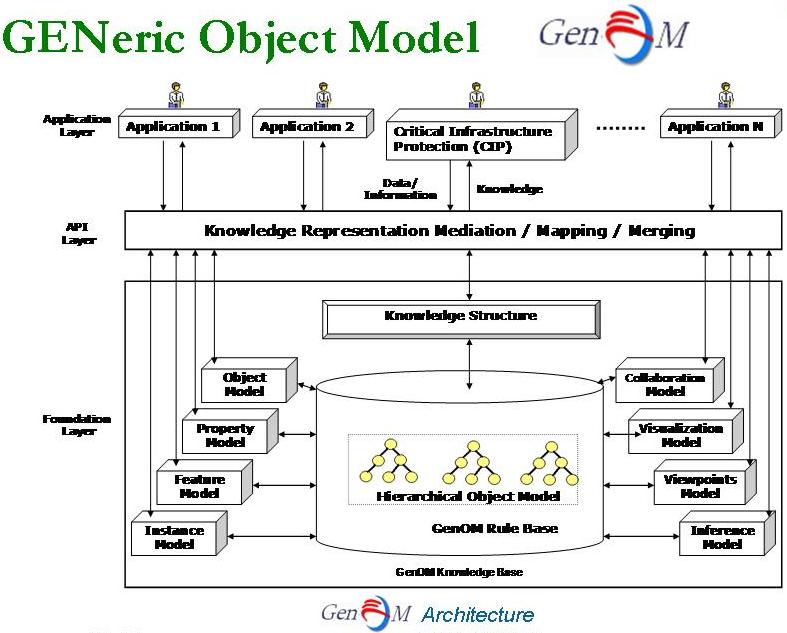 GENeric Object Model
GenOM
Application
Layer
Application 1
Application 2
Critical Infrastructure
Protection (CIP)
........
Application N
Data/
Information
Knowledge
API
Layer
Knowledge Representation Mediation / Mapping / Merging
Knowledge Structure
Object
Model
Collaboration
Model
Foundation
Layer
Property
Model
Visualization
Model
Feature
Model
Viewpoints
Model
Hierarchical Object Model
GenOM Rule Base
Instance
Model
Inference
Model
GenOM Knowledge Base
GenOM Architecture